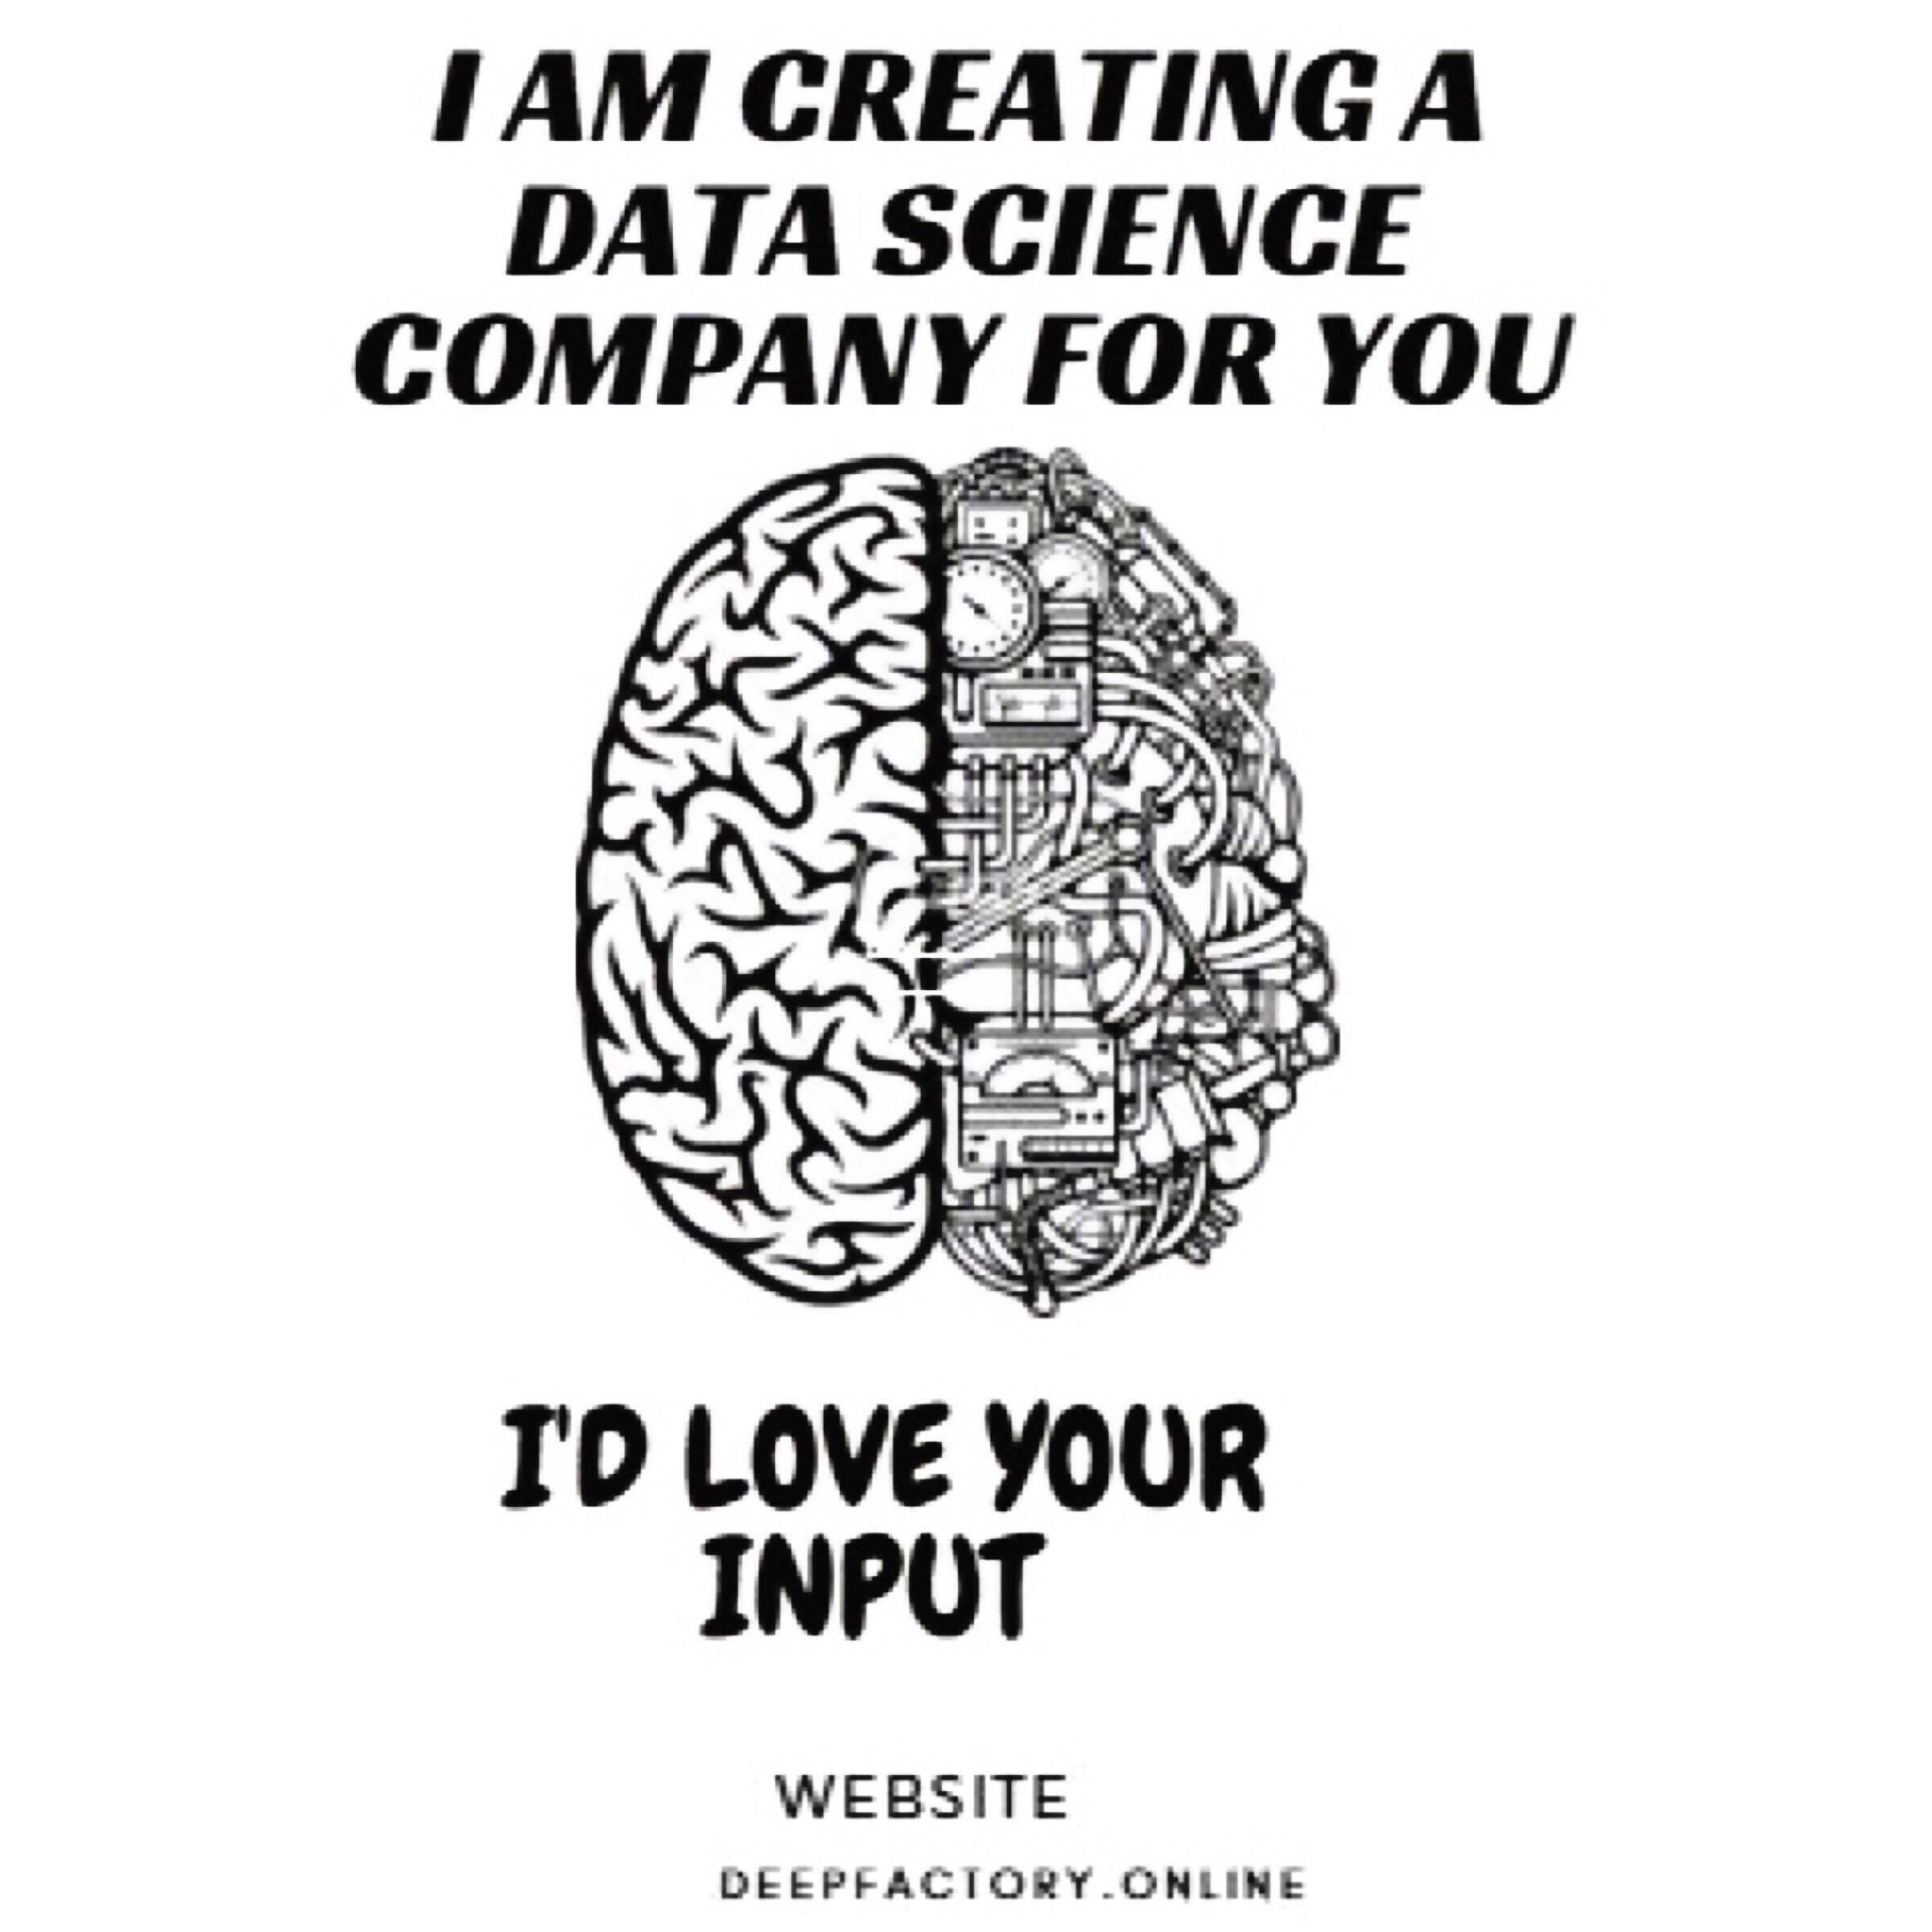 I AM CREATING A
DATA SCIENCE
COMPANY FOR YOU
I'D LOVE YOUR
INPUT
WEBSITE
DEEPFACTORY.ONLINE